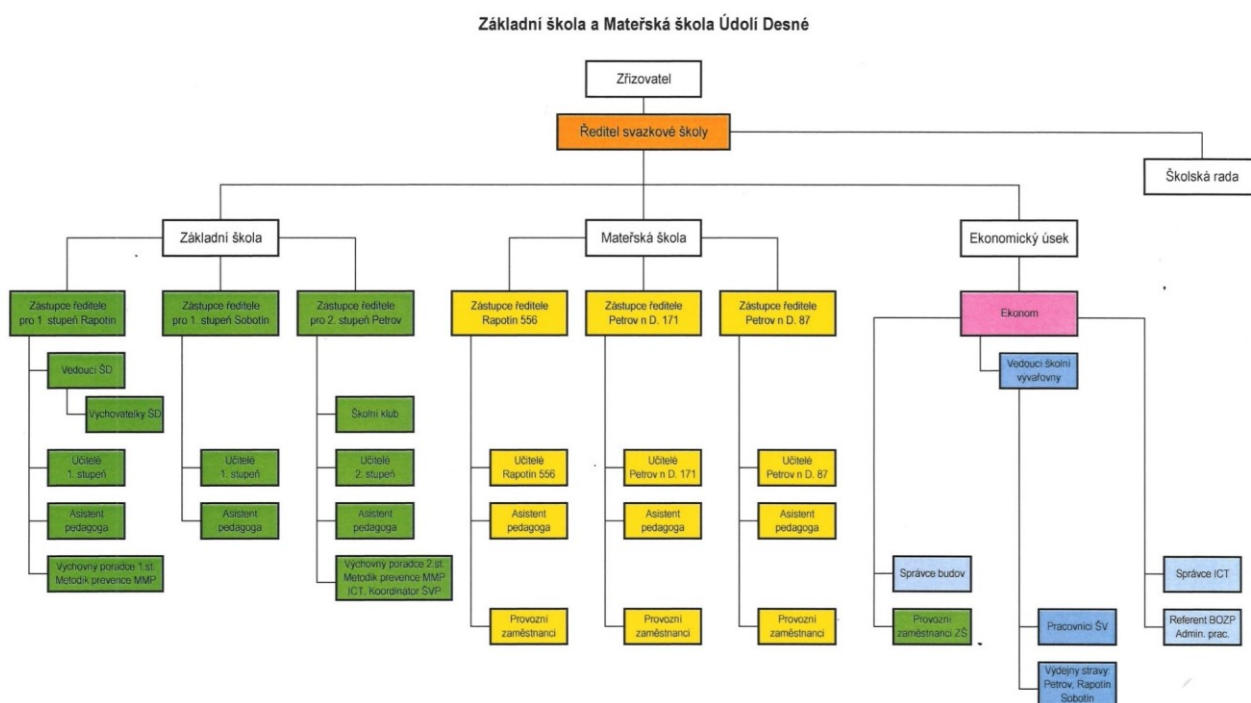 Základní škola a Mateřská škola Údolí Desné
Zřizovatel
Ředitel svazkové školy
Školská rada
Základní škola
Mateřská škola
Ekonomický úsek
Zástupce ředitele
pro 1. stupeň Rapotín
Zástupce ředitele
pro 1. stupeň Sobotín
Zástupce ředitele
pro 2. stupeň Petrov
Zástupce ředitele
Rapotín 556
Zástupce ředitele
Petrov n D. 171
Zástupce ředitele
Petrov n D. 87
Ekonom
Vedoucí ŠD
Vedoucí školní
vývařovny
Vychovatelky ŠD
Školní klub
Učitelé
1. stupeň
Učitelé
1. stupeň
Učitelé
2. stupeň
Učitelé
Rapotín 556
Učitelé
Petrov n D. 171
Učitelé
Petrov n D. 87
Asistent
pedagoga
Asistent
pedagoga
Asistent
pedagoga
Asistent
pedagoga
Asistent
pedagoga
Asistent
pedagoga
Výchovný poradce 1.st.
Metodik prevence MMP
Výchovný poradce 2.st.
Metodik prevence MMP
ICT, Koordinátor ŠVP
Správce budov
Správce ICT
Provozní
zaměstnanci
Provozní
zaměstnanci
Provozní
zaměstnanci
Provozní
zaměstnanci ZŠ
Pracovníci ŠV
Referent BOZP
Admin. prac.
Výdejny stravy:
Petrov, Rapotín
Sobotín